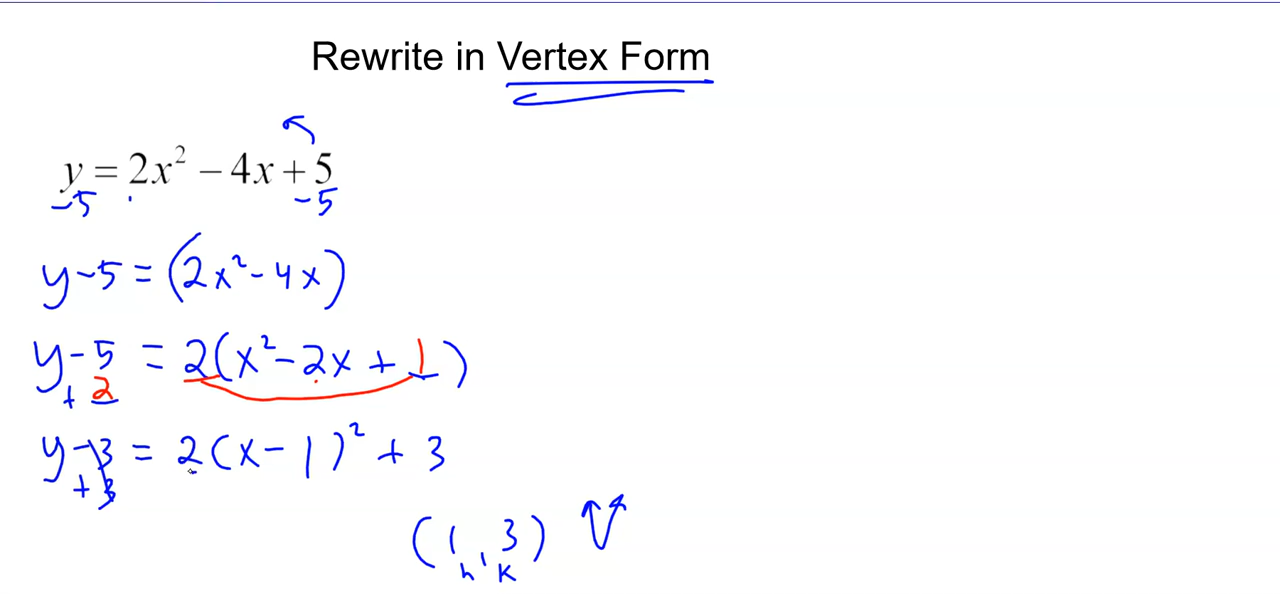 Rewrite in Vertex Form
y = 2x² − 4x + 5
−5 −5
y−5 = (2x² − 4x)
y − 5 = 2(x² − 2x + 1)
+ 2
y − 3 = 2(x − 1)² + 3
+ 3
(1, 3)
h, k